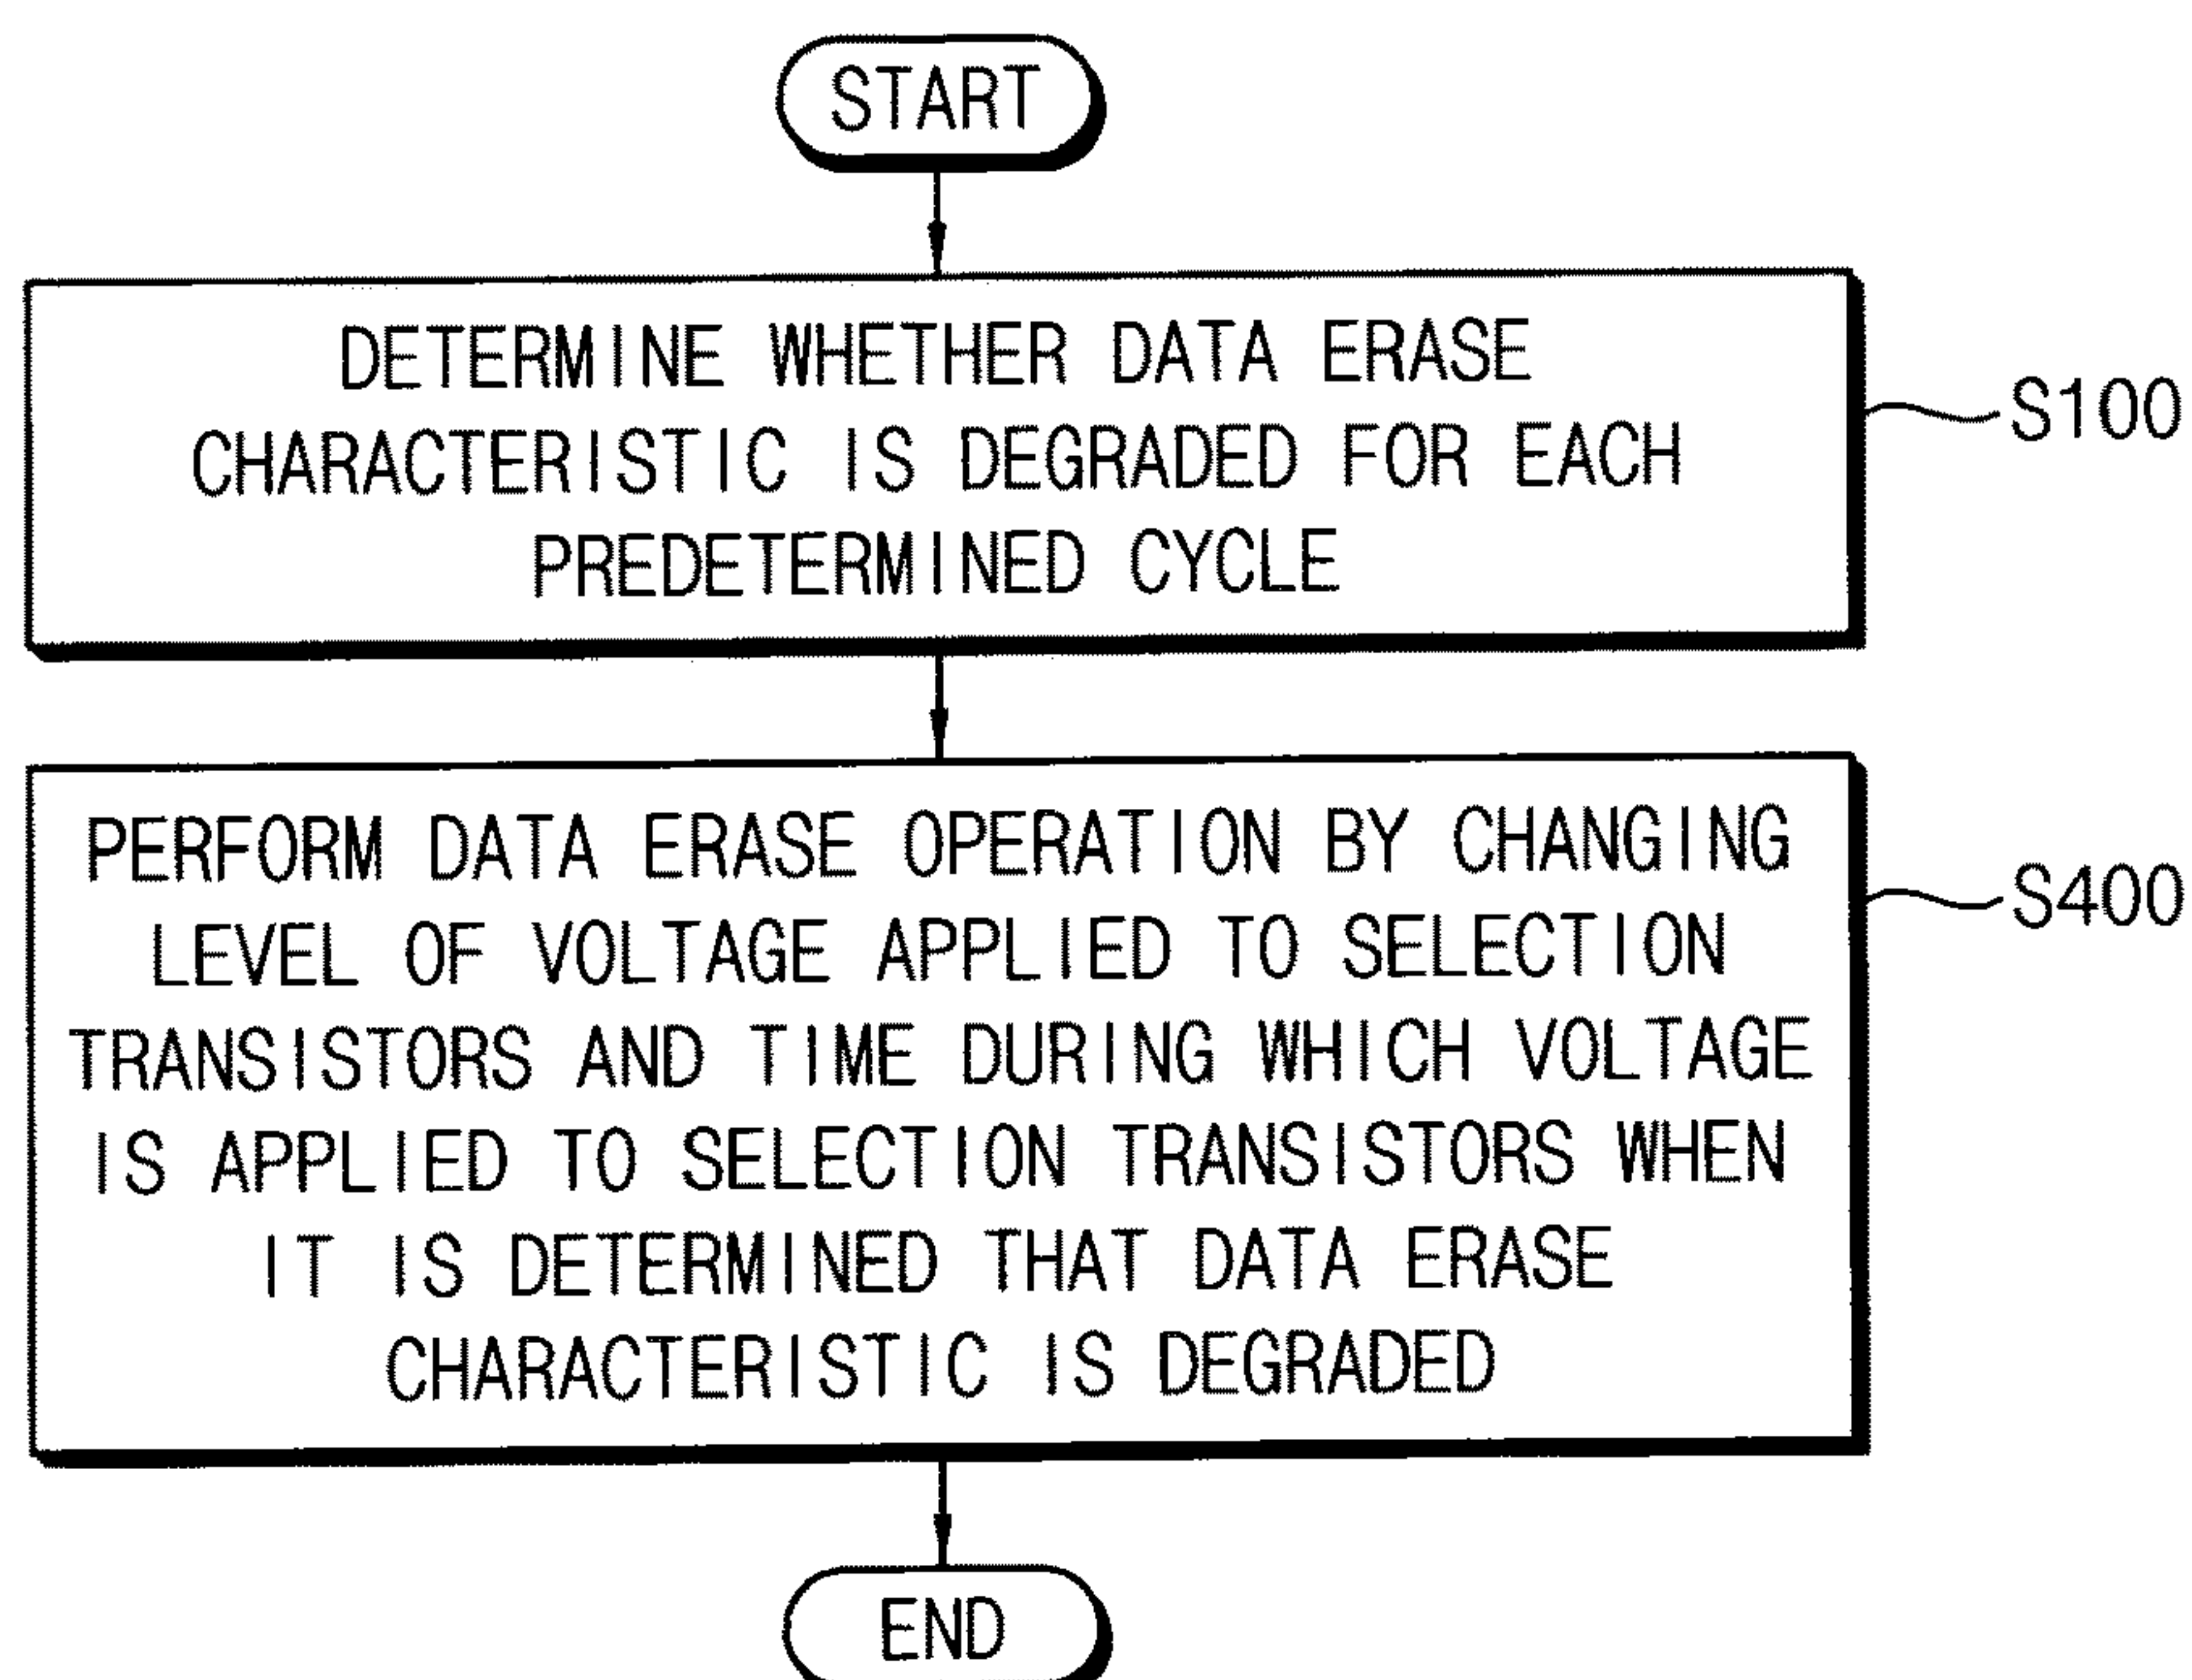 START
DETERMINE WHETHER DATA ERASE
CHARACTERISTIC IS DEGRADED FOR EACH
PREDETERMINED CYCLE
S100
PERFORM DATA ERASE OPERATION BY CHANGING
LEVEL OF VOLTAGE APPLIED TO SELECTION
TRANSISTORS AND TIME DURING WHICH VOLTAGE
IS APPLIED TO SELECTION TRANSISTORS WHEN
IT IS DETERMINED THAT DATA ERASE
CHARACTERISTIC IS DEGRADED
S400
END